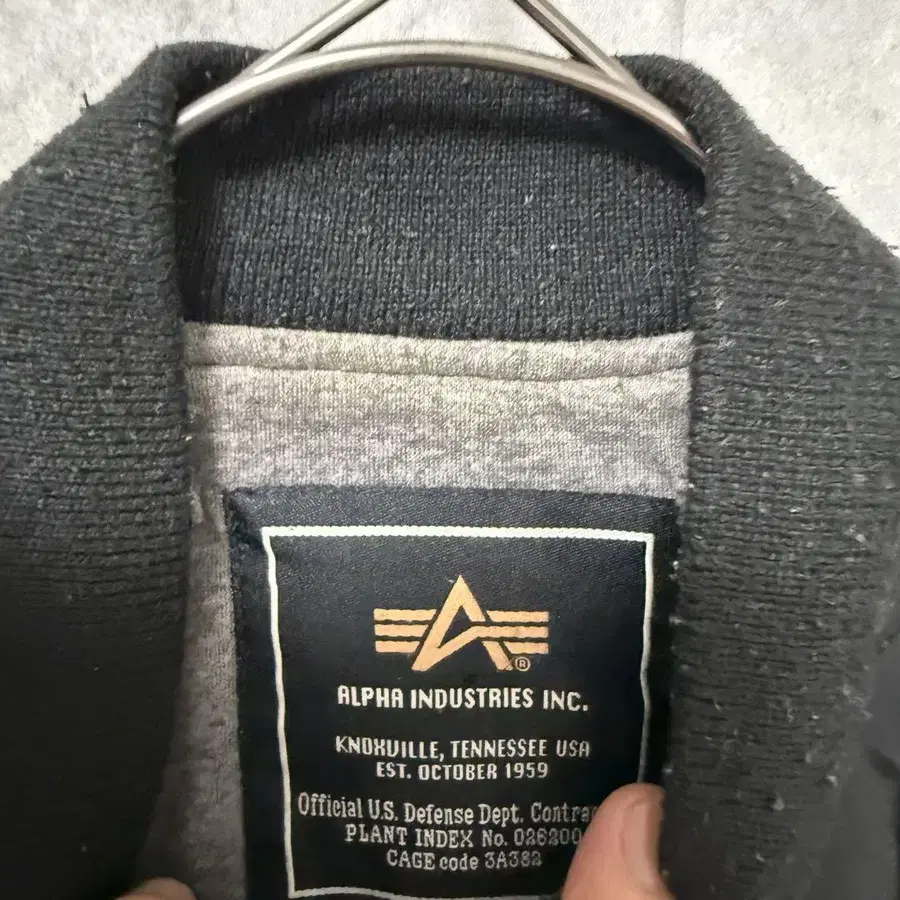 ®
ALPHA INDUSTRIES INC.
KNOXVILLE, TENNESSEE USA
EST. OCTOBER 1959
Official U.S. Defense Dept. Contra
PLANT INDEX No. 026200
CAGE code 3A382